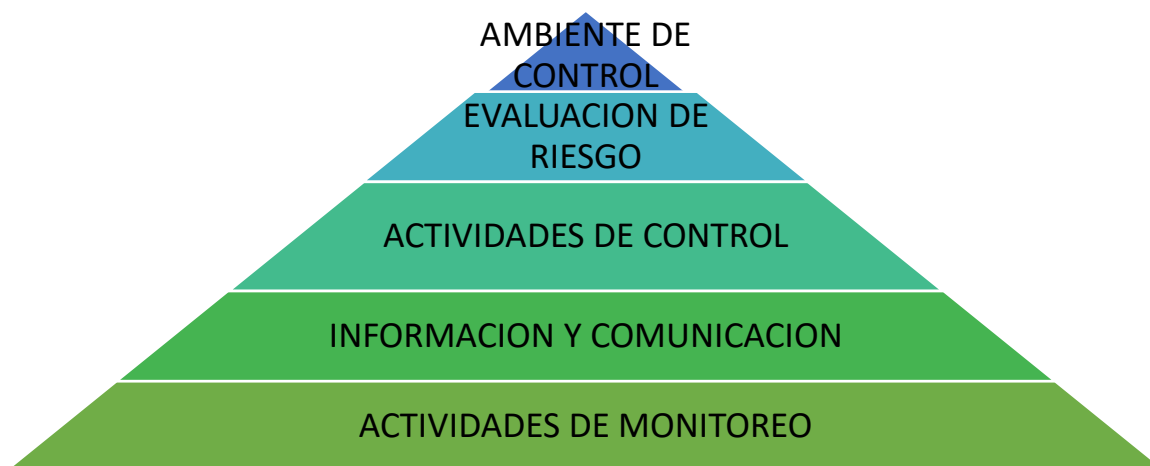 AMBIENTE DE
CONTROL
EVALUACION DE
RIESGO
ACTIVIDADES DE CONTROL
INFORMACION Y COMUNICACION
ACTIVIDADES DE MONITOREO